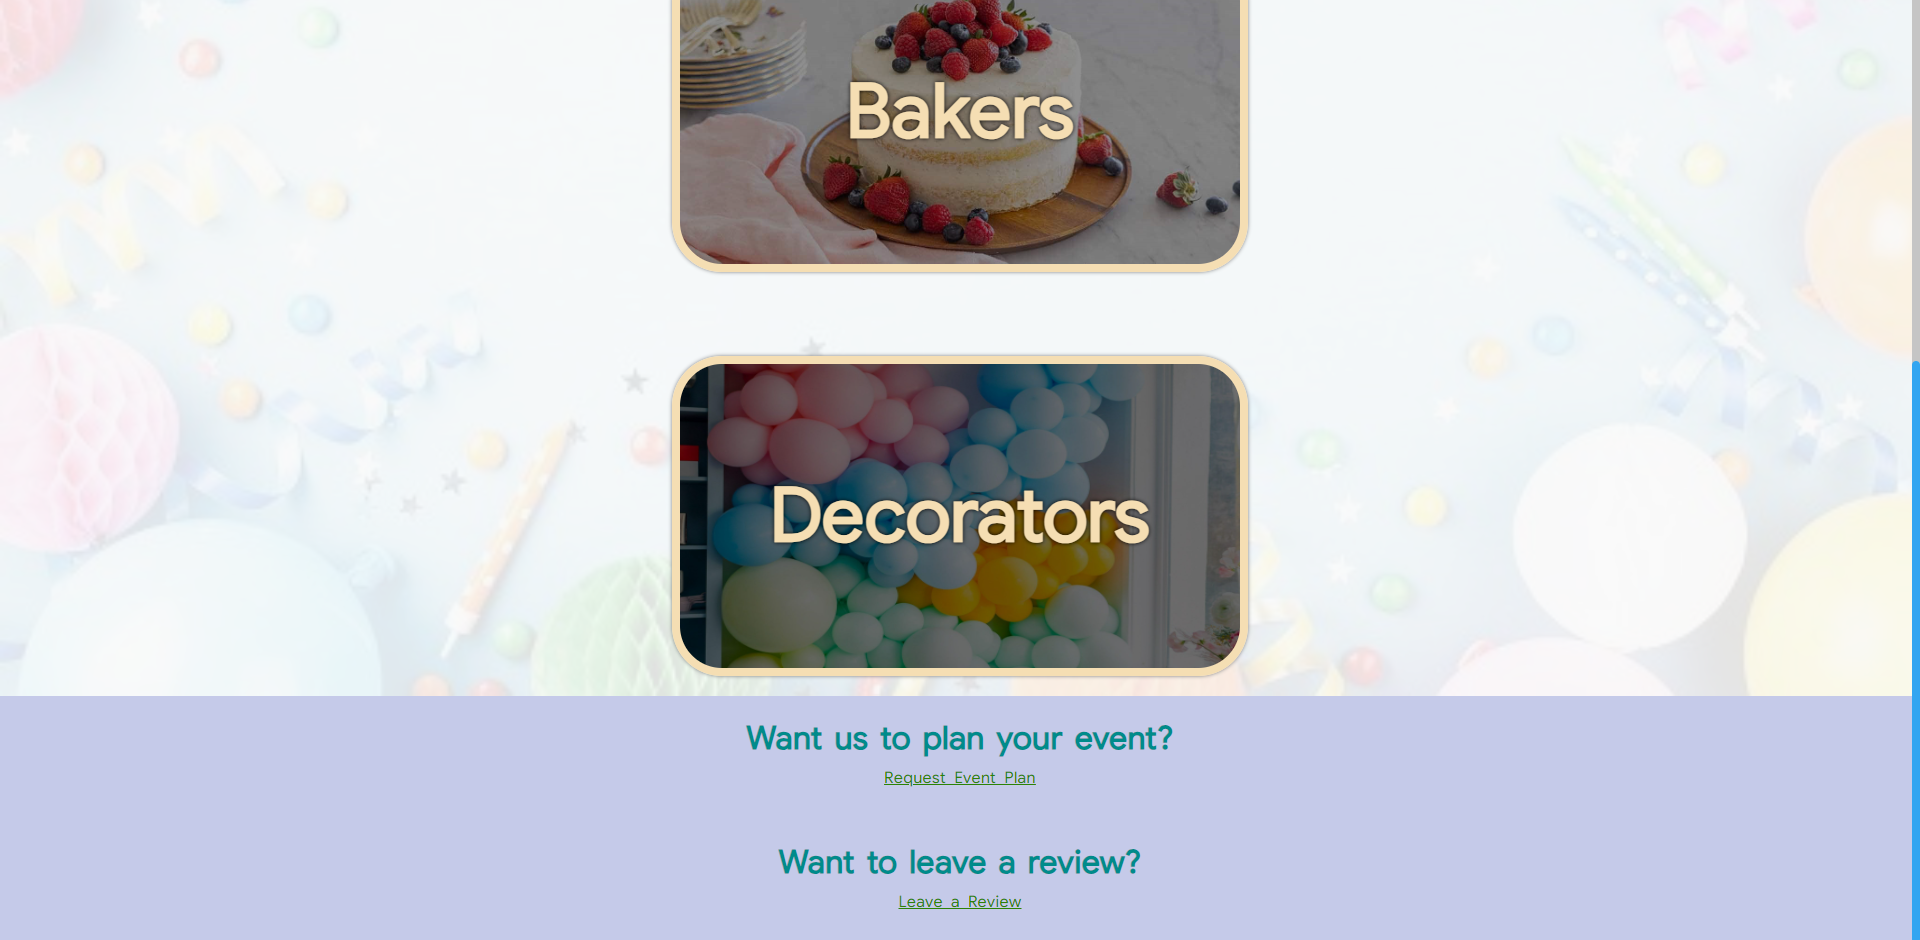 Bakers
Decorators
Want us to plan your event?
Request Event Plan
Want to leave a review?
Leave a Review